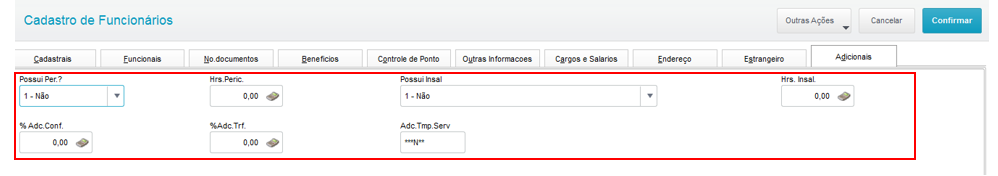 Cadastro de Funcionários
Outras Ações
Cancelar
Confirmar
Cadastrais
Funcionais
No.documentos
Beneficios
Controle de Ponto
Outras Informacoes
Cargos e Salarios
Endereço
Estrangeiro
Adicionais
Possui Per.?
Hrs.Peric.
Possui Insal
Hrs. Insal.
1 - Não
0,00
1 - Não
0,00
% Adc.Conf.
%Adc.Trf.
Adc.Tmp.Serv
0,00
0,00
***N**